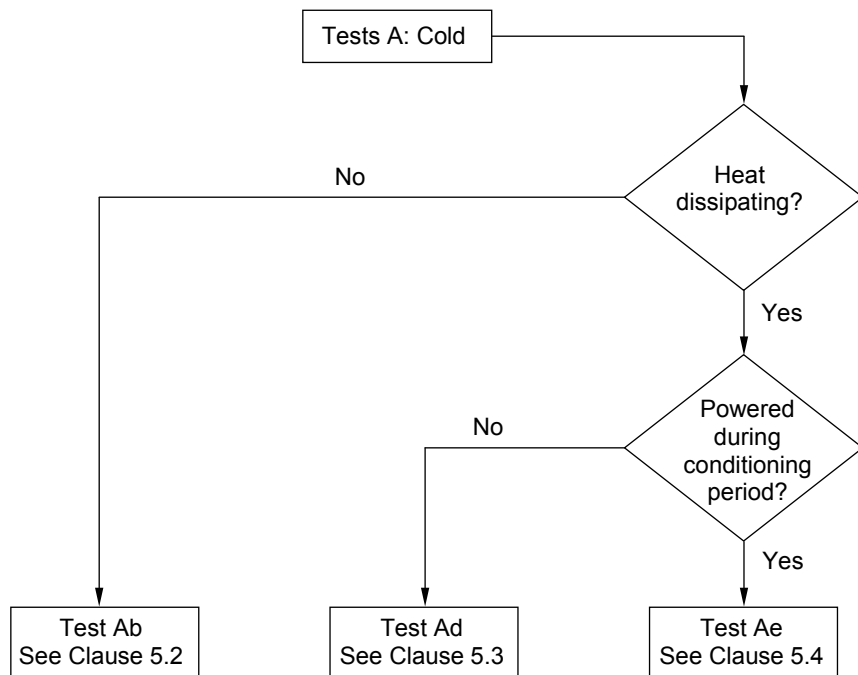 Tests A: Cold
Heat
dissipating?
No
Yes
Powered
during
conditioning
period?
No
Yes
Test Ab
See Clause 5.2
Test Ad
See Clause 5.3
Test Ae
See Clause 5.4